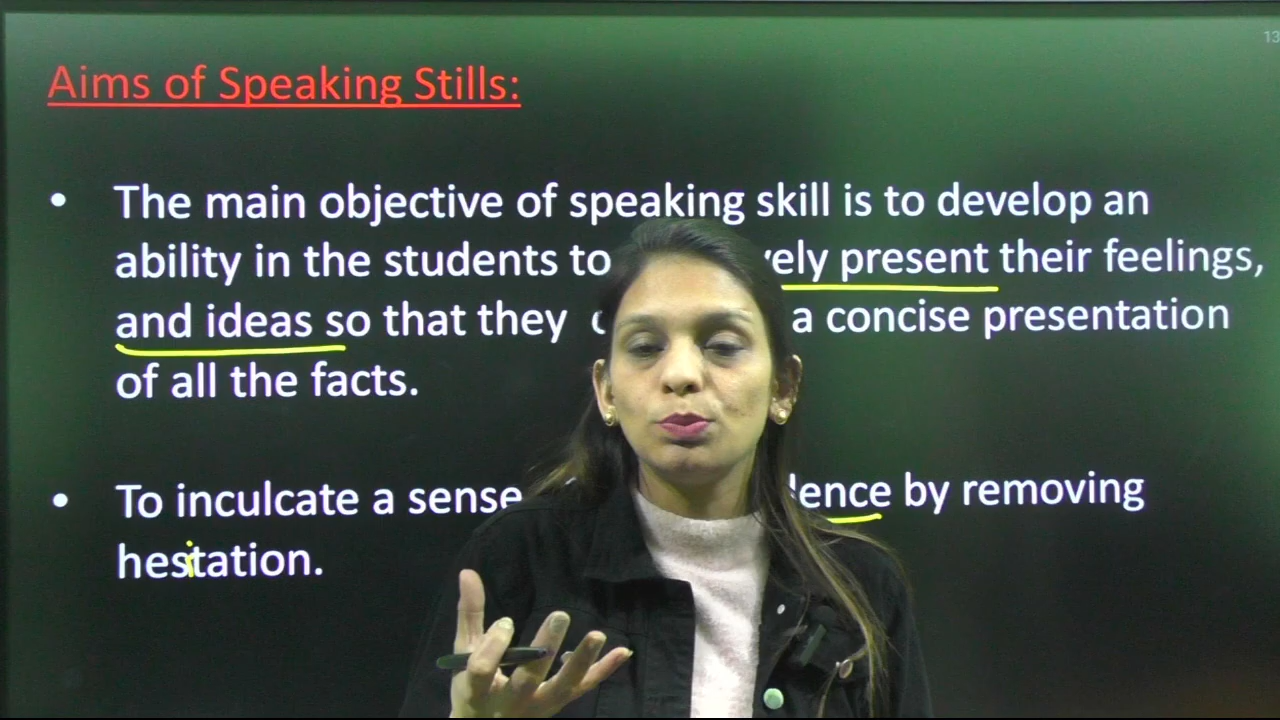 13
Aims of Speaking Stills:
• The main objective of speaking skill is to develop an
ability in the students to vely present their feelings,
and ideas so that they a concise presentation
of all the facts.
• To inculcate a sense dence by removing
hesitation.